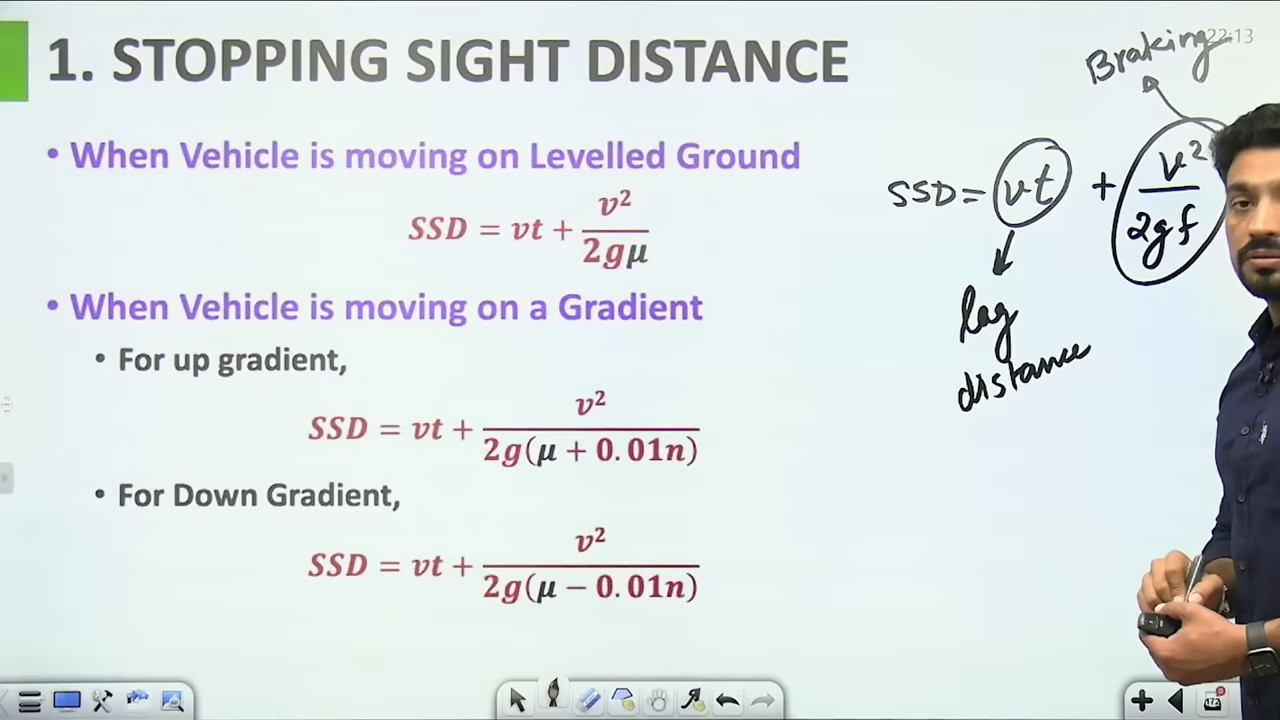 1. STOPPING SIGHT DISTANCE
• When Vehicle is moving on Levelled Ground
SSD = vt + v²/2gμ
• When Vehicle is moving on a Gradient
• For up gradient,
SSD = vt + v²/2g(μ + 0.01n)
• For Down Gradient,
SSD = vt + v²/2g(μ − 0.01n)
Braking
22:13
SSD = vt + v²/2gf
lag
distance